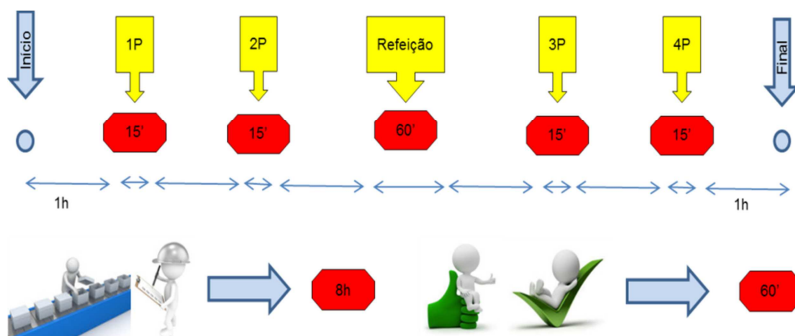 Início
1P
2P
Refeição
3P
4P
Final
15'
15'
60'
15'
15'
1h
1h
8h
60'